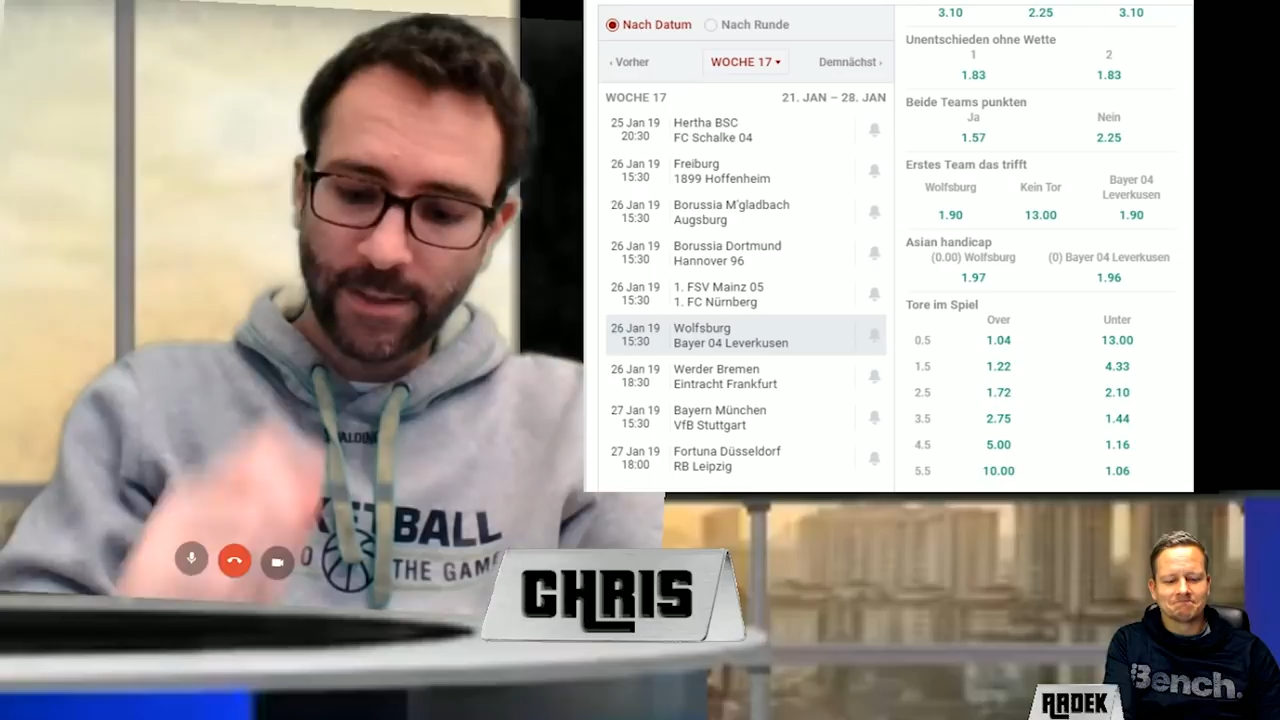 Nach Datum
Nach Runde
‹ Vorher
WOCHE 17
Demnächst ›
WOCHE 17
21. JAN – 28. JAN
25 Jan 19
20:30
Hertha BSC
FC Schalke 04
26 Jan 19
15:30
Freiburg
1899 Hoffenheim
26 Jan 19
15:30
Borussia M'gladbach
Augsburg
26 Jan 19
15:30
Borussia Dortmund
Hannover 96
26 Jan 19
15:30
1. FSV Mainz 05
1. FC Nürnberg
26 Jan 19
15:30
Wolfsburg
Bayer 04 Leverkusen
26 Jan 19
18:30
Werder Bremen
Eintracht Frankfurt
27 Jan 19
15:30
Bayern München
VfB Stuttgart
27 Jan 19
18:00
Fortuna Düsseldorf
RB Leipzig
3.10 2.25 3.10
Unentschieden ohne Wette
1 2
1.83 1.83
Beide Teams punkten
Ja Nein
1.57 2.25
Erstes Team das trifft
Wolfsburg Kein Tor Bayer 04 Leverkusen
1.90 13.00 1.90
Asian handicap
(0.00) Wolfsburg (0) Bayer 04 Leverkusen
1.97 1.96
Tore im Spiel
Over Unter
0.5 1.04 13.00
1.5 1.22 4.33
2.5 1.72 2.10
3.5 2.75 1.44
4.5 5.00 1.16
5.5 10.00 1.06
SPALDING
KETBALL
THE GAME
CHRIS
Bench.
RADEK